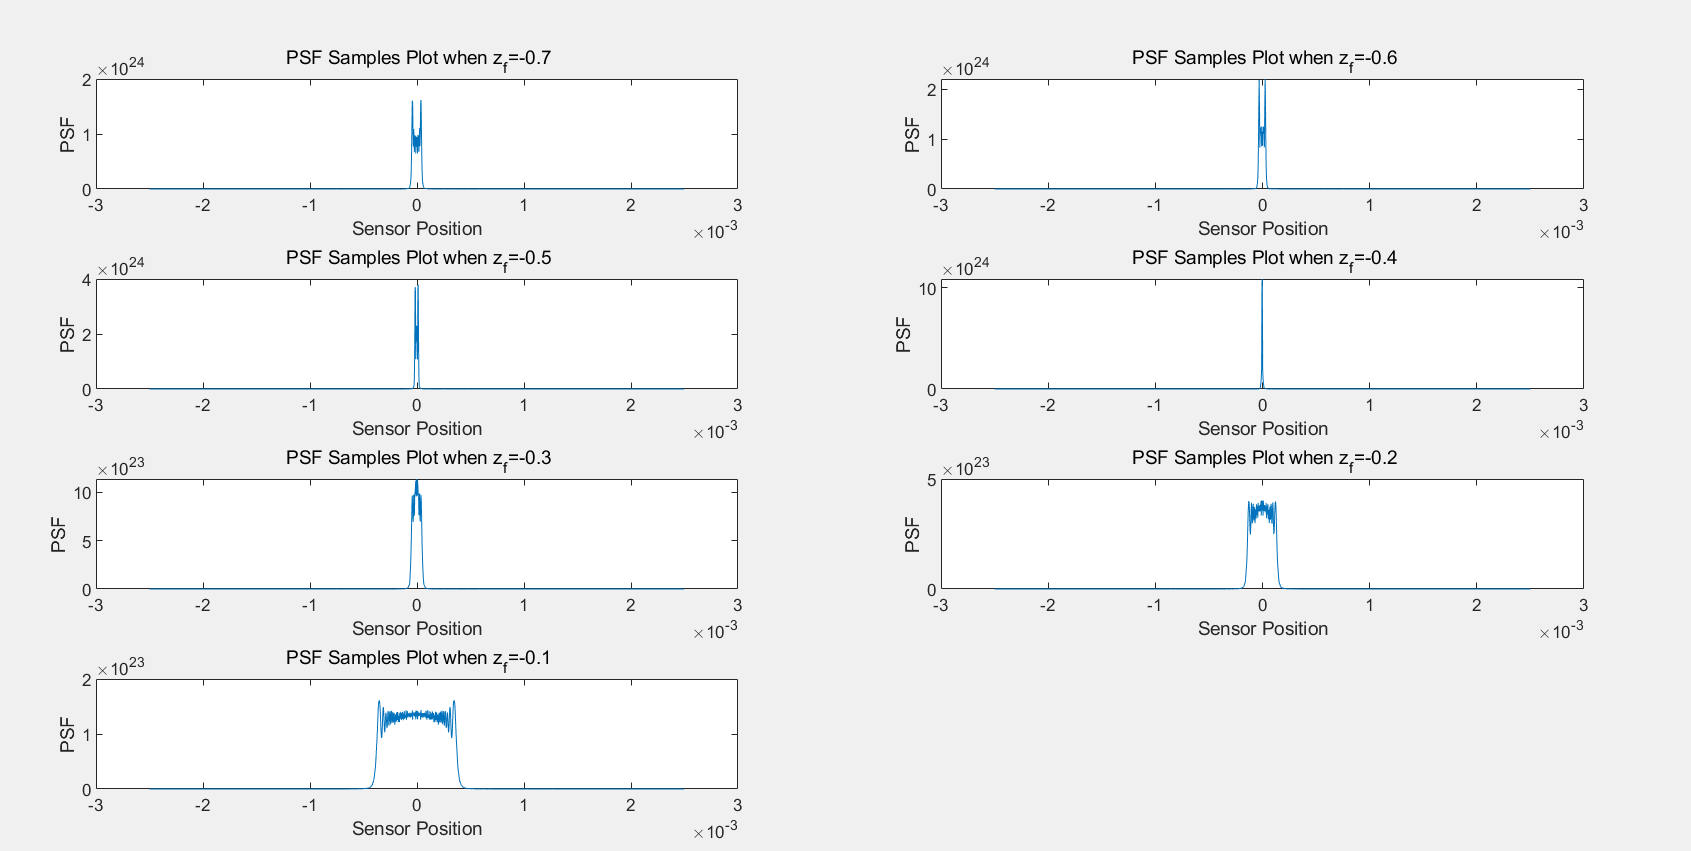 PSF Samples Plot when z_f=-0.7
×10^24
2
1
0
PSF
-3 -2 -1 0 1 2 3
Sensor Position
×10^-3
PSF Samples Plot when z_f=-0.6
×10^24
2
1
0
PSF
-3 -2 -1 0 1 2 3
Sensor Position
×10^-3
PSF Samples Plot when z_f=-0.5
×10^24
4
2
0
PSF
-3 -2 -1 0 1 2 3
Sensor Position
×10^-3
PSF Samples Plot when z_f=-0.4
×10^24
10
0
PSF
-3 -2 -1 0 1 2 3
Sensor Position
×10^-3
PSF Samples Plot when z_f=-0.3
×10^23
10
5
0
PSF
-3 -2 -1 0 1 2 3
Sensor Position
×10^-3
PSF Samples Plot when z_f=-0.2
×10^23
5
0
PSF
-3 -2 -1 0 1 2 3
Sensor Position
×10^-3
PSF Samples Plot when z_f=-0.1
×10^23
2
1
0
PSF
-3 -2 -1 0 1 2 3
Sensor Position
×10^-3